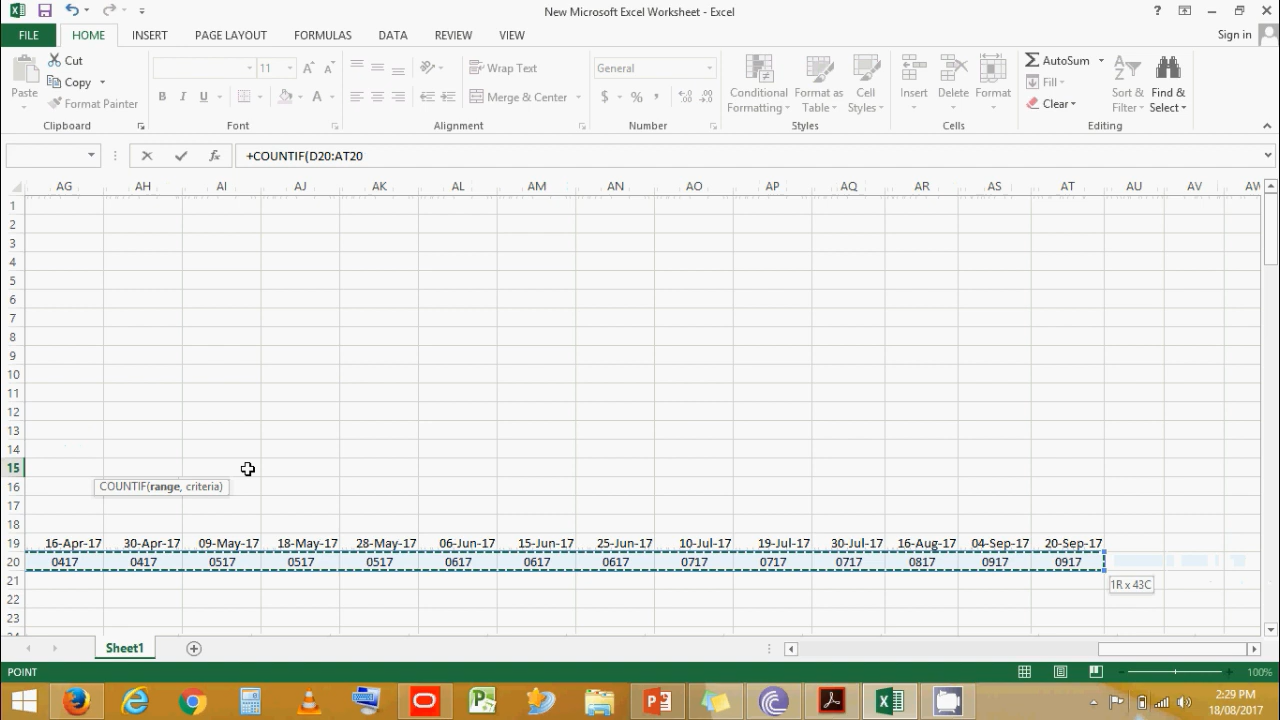 New Microsoft Excel Worksheet - Excel
?
FILE HOME INSERT PAGE LAYOUT FORMULAS DATA REVIEW VIEW Sign in
Paste
Cut
Copy
Format Painter
Clipboard
11
A A
B I U A
Font
Wrap Text
Merge & Center
Alignment
General
$ % ,
Number
Conditional Formatting
Format as Table
Cell Styles
Styles
Insert
Delete
Format
Cells
AutoSum
Fill
Clear
Sort & Filter
Find & Select
Editing
fx +COUNTIF(D20:AT20
AG AH AI AJ AK AL AM AN AO AP AQ AR AS AT AU AV AW
1
2
3
4
5
6
7
8
9
10
11
12
13
14
15
16 COUNTIF(range, criteria)
17
18
19 16-Apr-17 30-Apr-17 09-May-17 18-May-17 28-May-17 06-Jun-17 15-Jun-17 25-Jun-17 10-Jul-17 19-Jul-17 30-Jul-17 16-Aug-17 04-Sep-17 20-Sep-17
20 0417 0417 0517 0517 0517 0617 0617 0617 0717 0717 0717 0817 0917 0917
21 1R x 43C
22
23
24
Sheet1
POINT 100%
2:29 PM
18/08/2017